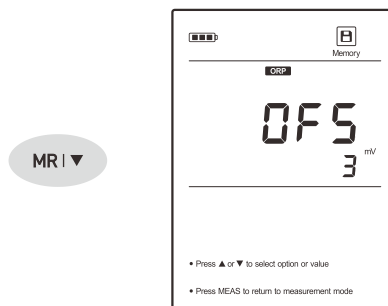 Memory
ORP
OFS
mV
3
MR | ▼
• Press ▲ or ▼ to select option or value
• Press MEAS to return to measurement mode